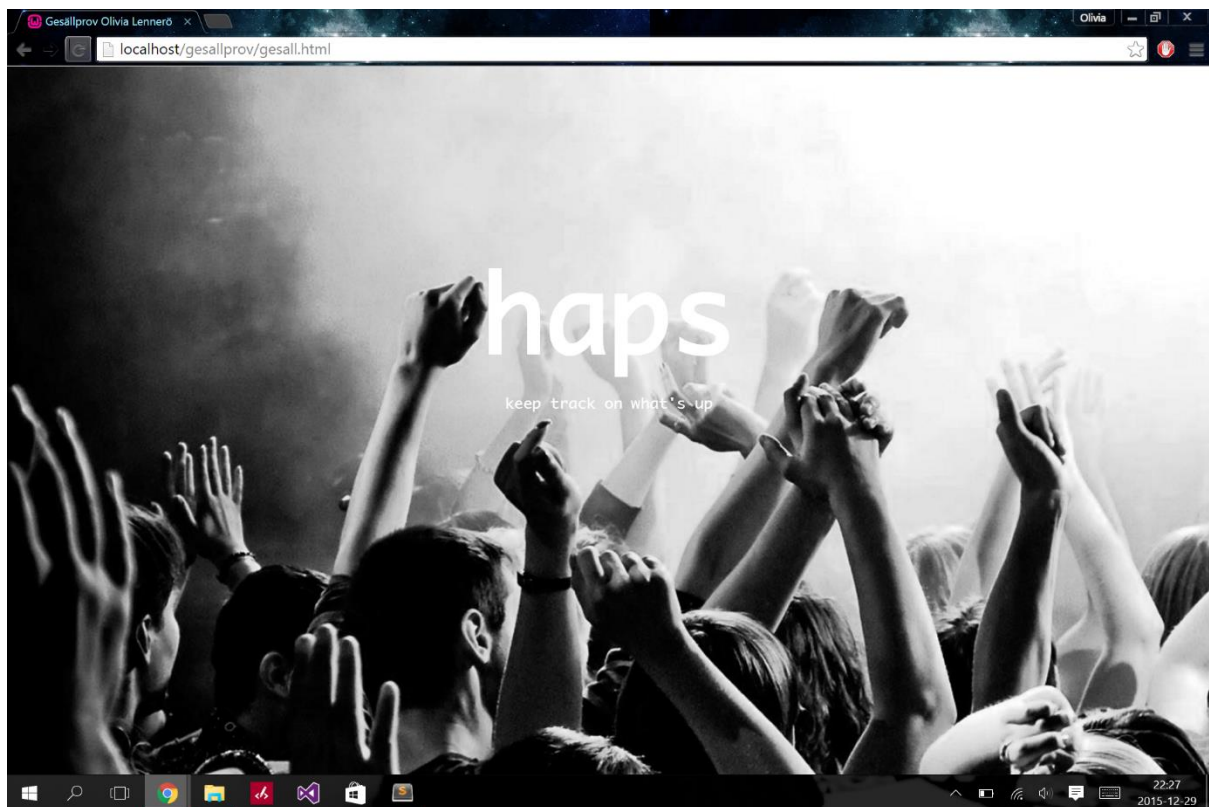 Gesällprov Olivia Lennerö
Olivia
localhost/gesallprov/gesall.html
haps
keep track on what's up
22:27
2015-12-29